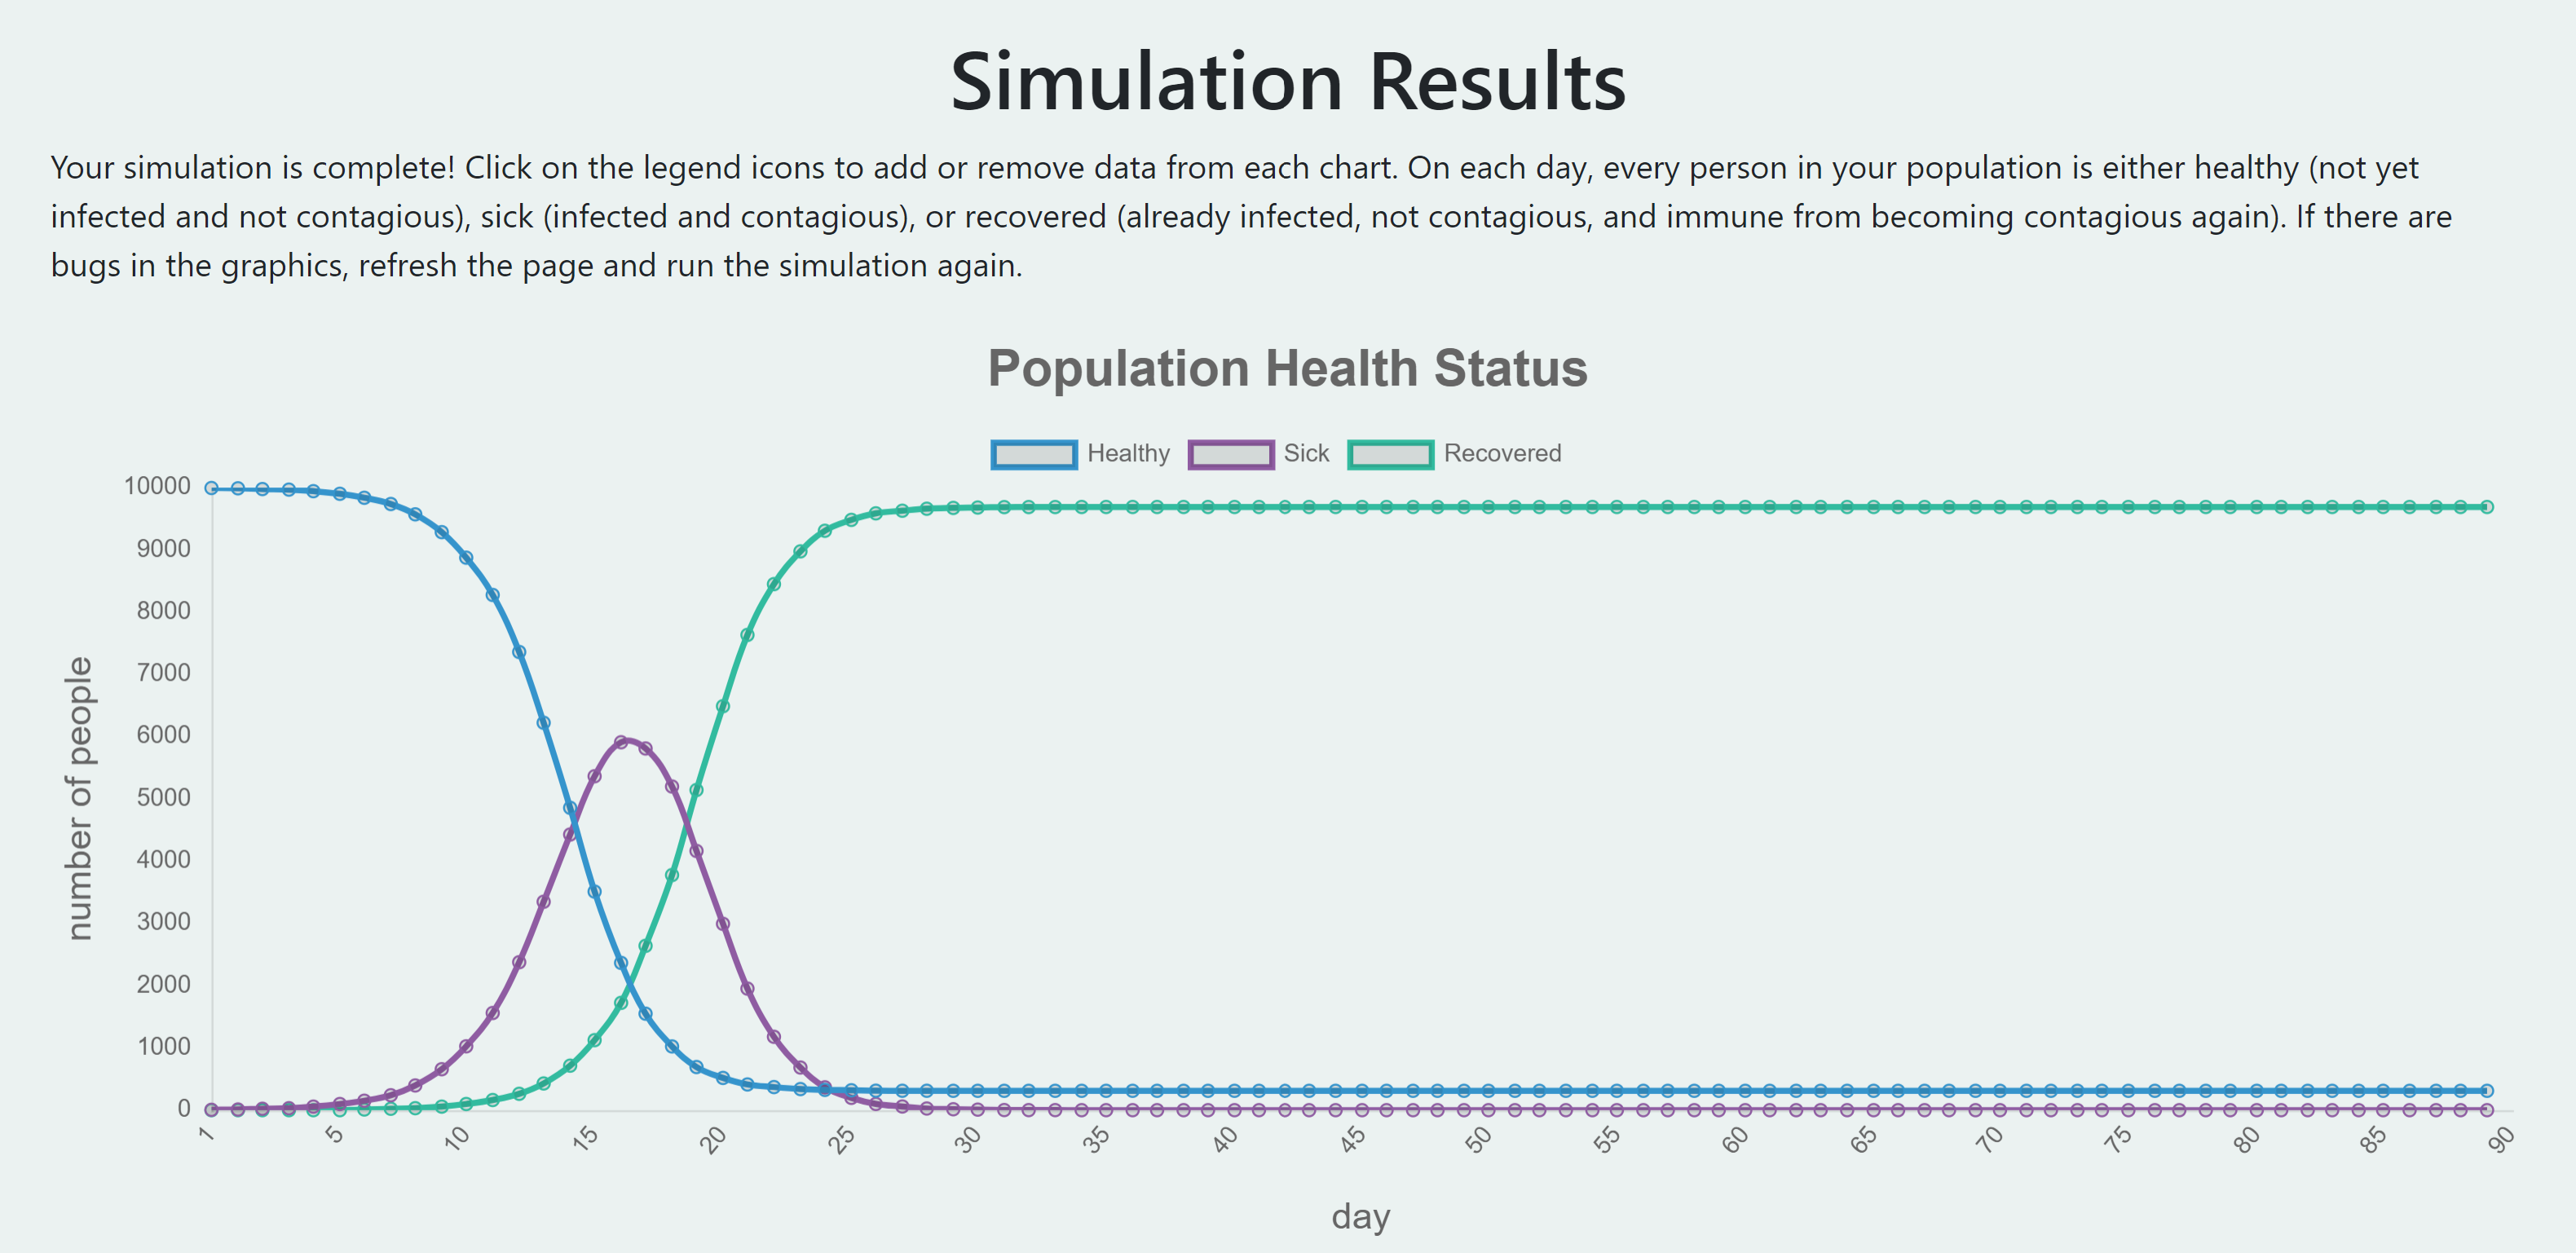 Simulation Results
Your simulation is complete! Click on the legend icons to add or remove data from each chart. On each day, every person in your population is either healthy (not yet
infected and not contagious), sick (infected and contagious), or recovered (already infected, not contagious, and immune from becoming contagious again). If there are
bugs in the graphics, refresh the page and run the simulation again.
Population Health Status
Healthy Sick Recovered
10000
9000
8000
7000
6000
5000
4000
3000
2000
1000
0
number of people
1 5 10 15 20 25 30 35 40 45 50 55 60 65 70 75 80 85 90
day